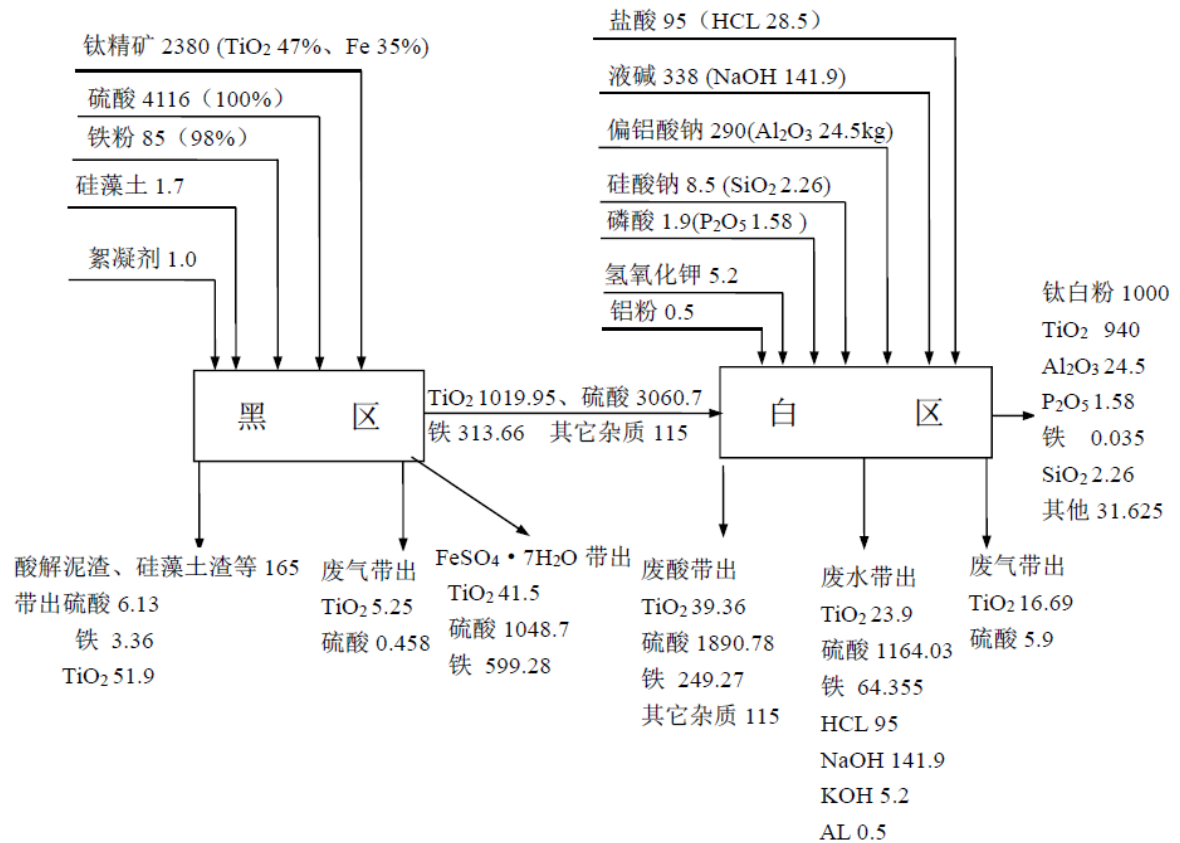 钛精矿 2380 (TiO₂ 47%、Fe 35%)
硫酸 4116（100%）
铁粉 85（98%）
硅藻土 1.7
絮凝剂 1.0
盐酸 95（HCL 28.5）
液碱 338 (NaOH 141.9)
偏铝酸钠 290(Al₂O₃ 24.5kg)
硅酸钠 8.5 (SiO₂ 2.26)
磷酸 1.9(P₂O₅ 1.58 )
氢氧化钾 5.2
铝粉 0.5
黑 区
TiO₂ 1019.95、硫酸 3060.7
铁 313.66 其它杂质 115
白 区
钛白粉 1000
TiO₂ 940
Al₂O₃ 24.5
P₂O₅ 1.58
铁 0.035
SiO₂ 2.26
其他 31.625
酸解泥渣、硅藻土渣等 165
带出硫酸 6.13
铁 3.36
TiO₂ 51.9
废气带出
TiO₂ 5.25
硫酸 0.458
FeSO₄·7H₂O 带出
TiO₂ 41.5
硫酸 1048.7
铁 599.28
废酸带出
TiO₂ 39.36
硫酸 1890.78
铁 249.27
其它杂质 115
废水带出
TiO₂ 23.9
硫酸 1164.03
铁 64.355
HCL 95
NaOH 141.9
KOH 5.2
AL 0.5
废气带出
TiO₂ 16.69
硫酸 5.9